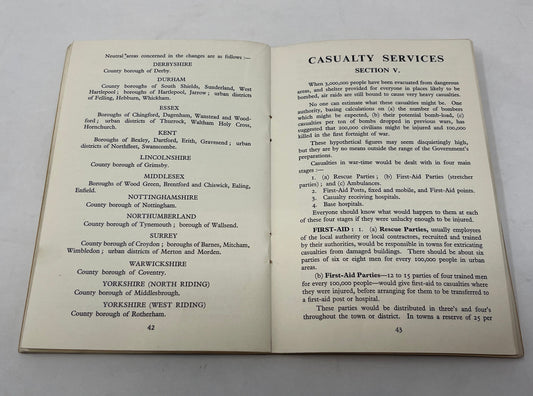 Neutral areas concerned in the changes are as follows :—
DERBYSHIRE
County borough of Derby.
DURHAM
County boroughs of South Shields, Sunderland, West
Hartlepool ; boroughs of Hartlepool, Jarrow ; urban districts
of Felling, Hebburn, Whickham.
ESSEX
Boroughs of Chingford, Dagenham, Wanstead and Wood-
ford ; urban districts of Thurrock, Waltham Holy Cross,
Hornchurch.
KENT
Boroughs of Bexley, Dartford, Erith, Gravesend ; urban
districts of Northfleet, Swanscombe.
LINCOLNSHIRE
County borough of Grimsby.
MIDDLESEX
Boroughs of Wood Green, Brentford and Chiswick, Ealing,
Enfield.
NOTTINGHAMSHIRE
County borough of Nottingham.
NORTHUMBERLAND
County borough of Tynemouth ; borough of Wallsend.
SURREY
County borough of Croydon ; boroughs of Barnes, Mitcham,
Wimbledon ; urban districts of Merton and Morden.
WARWICKSHIRE
County borough of Coventry.
YORKSHIRE (NORTH RIDING)
County borough of Middlesbrough.
YORKSHIRE (WEST RIDING)
County borough of Rotherham.
42
CASUALTY SERVICES
SECTION V.
When 3,000,000 people have been evacuated from dangerous
areas, and shelter provided for everyone in places likely to be
bombed, air raids are still bound to cause very heavy casualties.
No one can estimate what these casualties might be. One
authority, basing calculations on (a) the number of bombers
which might be expected, (b) their potential bomb-load, (c)
casualties per ton of bombs dropped in previous wars, has
suggested that 200,000 civilians might be injured and 100,000
killed in the first fortnight of war.
These hypothetical figures may seem disquietingly high,
but they are by no means outside the range of the Government's
preparations.
Casualties in war-time would be dealt with in four main
stages :—
1. (a) Rescue Parties ; (b) First-Aid Parties (stretcher
parties) ; and (c) Ambulances.
2. First-Aid Posts, fixed and mobile, and First-Aid points.
3. Casualty receiving hospitals.
4. Base hospitals.
Everyone should know what would happen to them at each
of these four stages if they were unlucky enough to be injured.
FIRST-AID : 1. (a) Rescue Parties, usually employees
of the local authority or local contractors, recruited and trained
by their authorities, would be responsible in towns for extricating
casualties from damaged buildings. There should be about six
parties of six or eight men for every 100,000 people in urban
areas.
(b) First-Aid Parties—12 to 15 parties of four trained men
for every 100,000 people—would give first-aid to casualties where
they were injured, before arranging for them to be transferred
to a first-aid post or hospital.
These parties would be distributed in three's and four's
throughout the town or district. In towns a reserve of 25 per
43